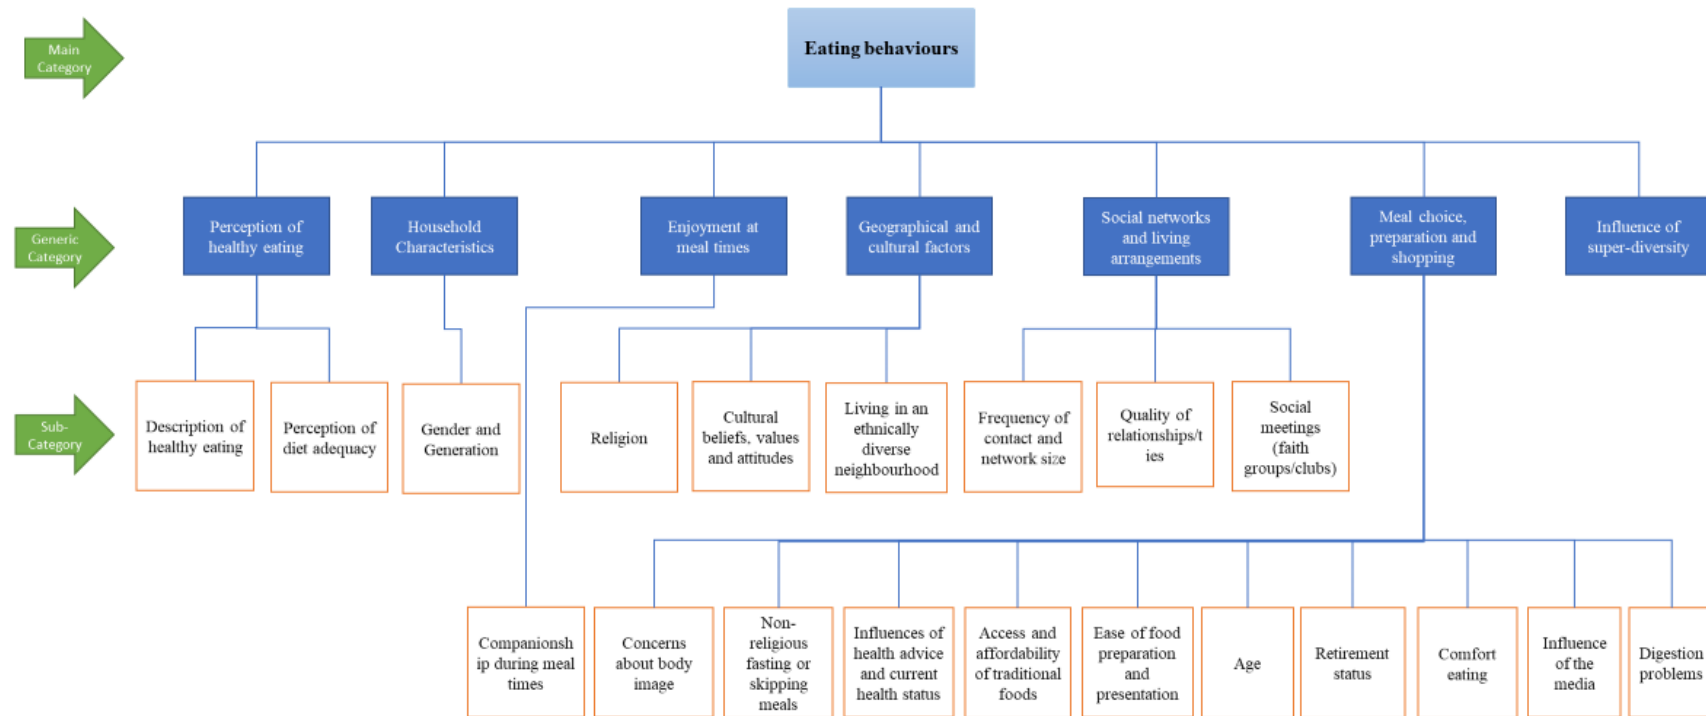 Main
Category
Eating behaviours
Generic
Category
Perception of
healthy eating
Household
Characteristics
Enjoyment at
meal times
Geographical and
cultural factors
Social networks
and living
arrangements
Meal choice,
preparation and
shopping
Influence of
super-diversity
Sub-
Category
Description of
healthy eating
Perception of
diet adequacy
Gender and
Generation
Religion
Cultural
beliefs, values
and attitudes
Living in an
ethnically
diverse
neighbourhood
Frequency of
contact and
network size
Quality of
relationships/t
ies
Social
meetings
(faith
groups/clubs)
Companionsh
ip during meal
times
Concerns
about body
image
Non-
religious
fasting or
skipping
meals
Influences of
health advice
and current
health status
Access and
affordability
of traditional
foods
Ease of food
preparation
and
presentation
Age
Retirement
status
Comfort
eating
Influence
of the
media
Digestion
problems